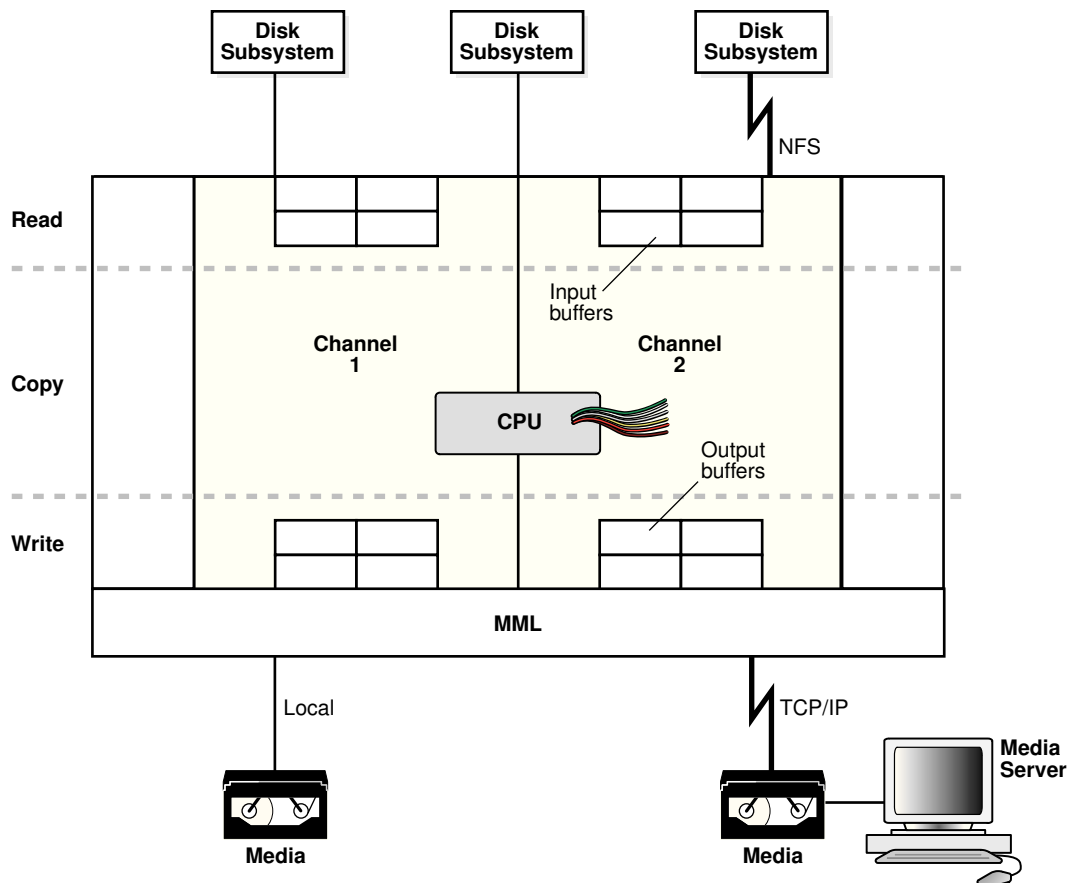 Disk
Subsystem
Disk
Subsystem
Disk
Subsystem
NFS
Read
Input
buffers
Channel
1
Channel
2
Copy
CPU
Output
buffers
Write
MML
Local
TCP/IP
Media
Server
Media
Media